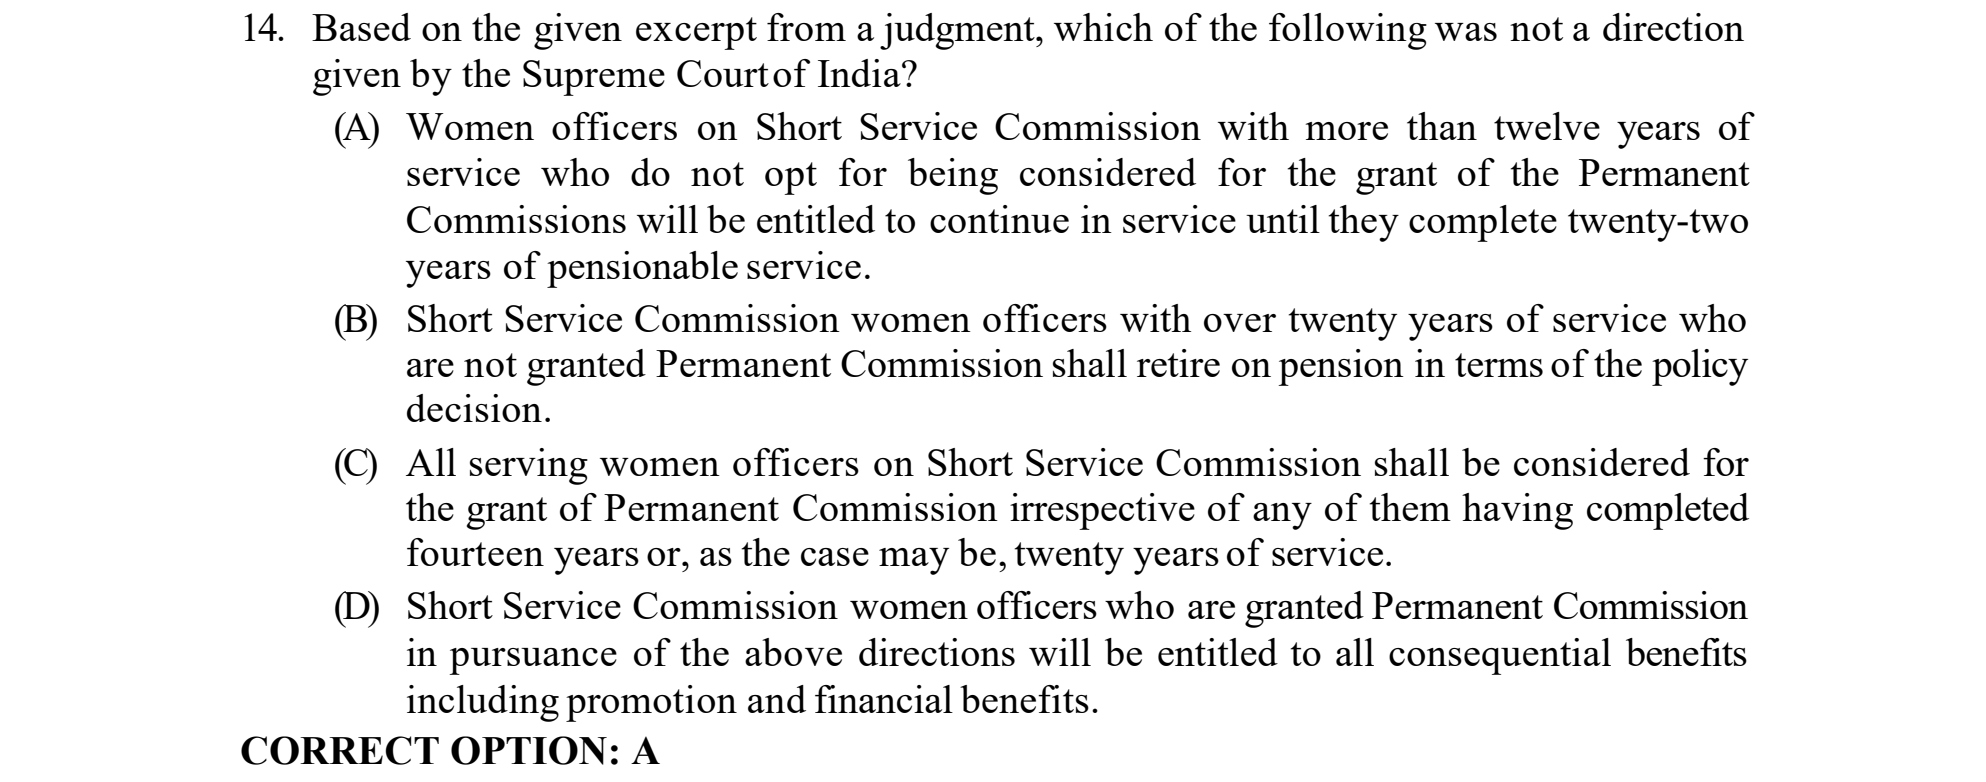 14. Based on the given excerpt from a judgment, which of the following was not a direction
given by the Supreme Court of India?
(A) Women officers on Short Service Commission with more than twelve years of
service who do not opt for being considered for the grant of the Permanent
Commissions will be entitled to continue in service until they complete twenty-two
years of pensionable service.
(B) Short Service Commission women officers with over twenty years of service who
are not granted Permanent Commission shall retire on pension in terms of the policy
decision.
(C) All serving women officers on Short Service Commission shall be considered for
the grant of Permanent Commission irrespective of any of them having completed
fourteen years or, as the case may be, twenty years of service.
(D) Short Service Commission women officers who are granted Permanent Commission
in pursuance of the above directions will be entitled to all consequential benefits
including promotion and financial benefits.
CORRECT OPTION: A